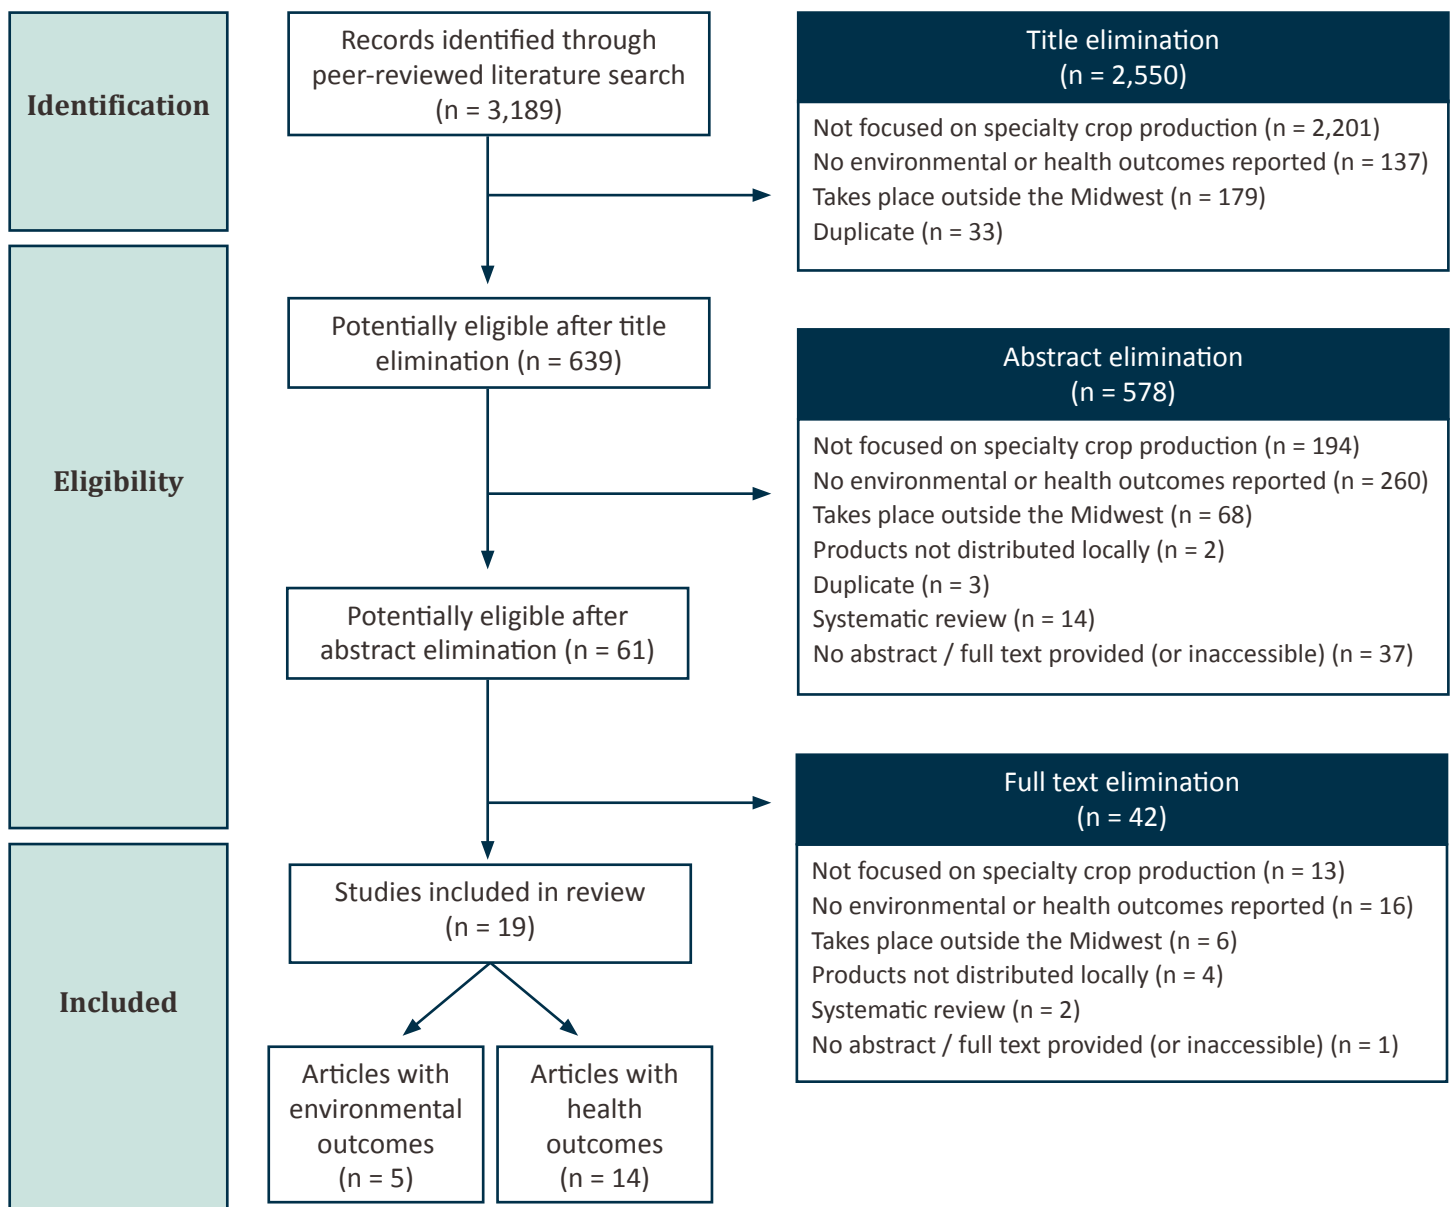 Identification
Records identified through
peer-reviewed literature search
(n = 3,189)
Title elimination
(n = 2,550)
Not focused on specialty crop production (n = 2,201)
No environmental or health outcomes reported (n = 137)
Takes place outside the Midwest (n = 179)
Duplicate (n = 33)
Eligibility
Potentially eligible after title
elimination (n = 639)
Abstract elimination
(n = 578)
Not focused on specialty crop production (n = 194)
No environmental or health outcomes reported (n = 260)
Takes place outside the Midwest (n = 68)
Products not distributed locally (n = 2)
Duplicate (n = 3)
Systematic review (n = 14)
No abstract / full text provided (or inaccessible) (n = 37)
Potentially eligible after
abstract elimination (n = 61)
Full text elimination
(n = 42)
Not focused on specialty crop production (n = 13)
No environmental or health outcomes reported (n = 16)
Takes place outside the Midwest (n = 6)
Products not distributed locally (n = 4)
Systematic review (n = 2)
No abstract / full text provided (or inaccessible) (n = 1)
Included
Studies included in review
(n = 19)
Articles with
environmental
outcomes
(n = 5)
Articles with
health
outcomes
(n = 14)